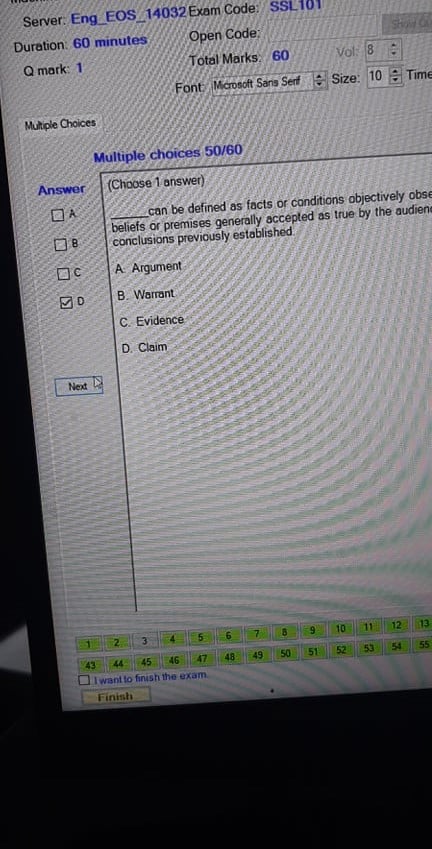 Server: Eng_EOS_14032 Exam Code: SSL101
Duration: 60 minutes Open Code:
Q mark: 1 Total Marks: 60 Vol: 8
Font: Microsoft Sans Serif Size: 10 Time
Multiple Choices
Multiple choices 50/60
Answer (Choose 1 answer)
A ______can be defined as facts or conditions objectively obse
beliefs or premises generally accepted as true by the audien
B conclusions previously established.
C A. Argument
D B. Warrant
C. Evidence
D. Claim
Next
1 2 3 4 5 6 7 8 9 10 11 12 13
43 44 45 46 47 48 49 50 51 52 53 54 55
I want to finish the exam.
Finish